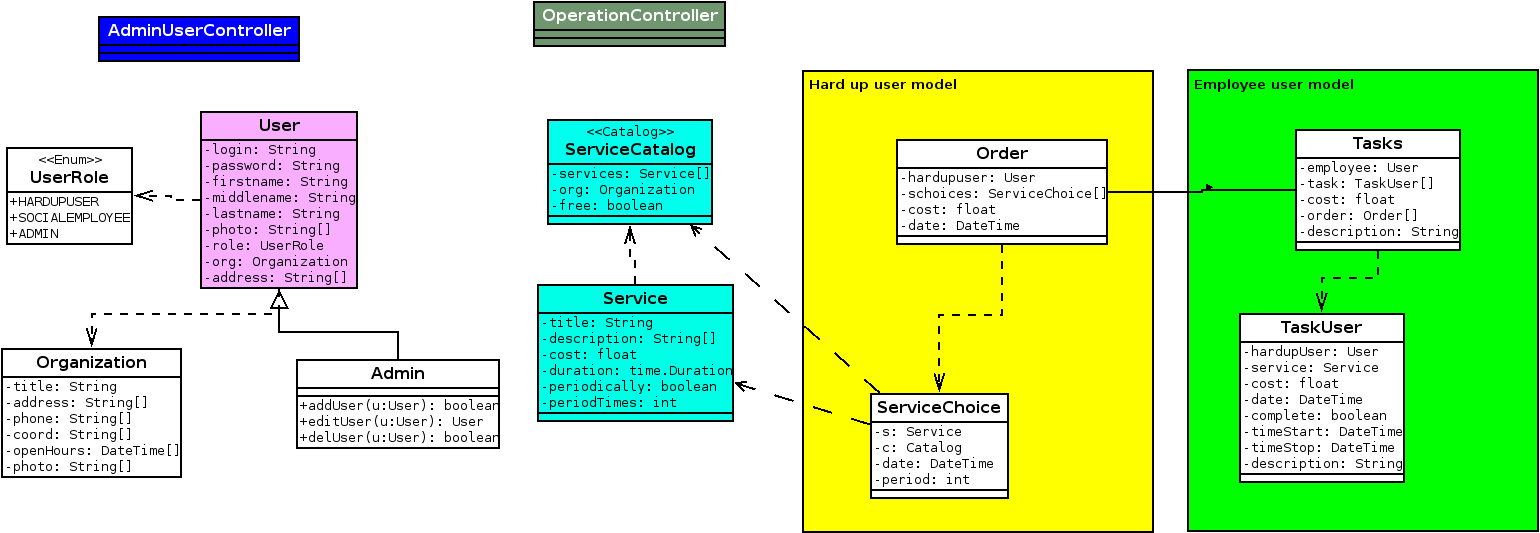 AdminUserController
OperationController
Hard up user model
Employee user model
User
-login: String
-password: String
-firstname: String
-middlename: String
-lastname: String
-photo: String[]
-role: UserRole
-org: Organization
-address: String[]
<<Enum>>
UserRole
+HARDUPUSER
+SOCIALEMPLOYEE
+ADMIN
Organization
-title: String
-address: String[]
-phone: String[]
-coord: String[]
-openHours: DateTime[]
-photo: String[]
Admin
+addUser(u:User): boolean
+editUser(u:User): User
+delUser(u:User): boolean
<<Catalog>>
ServiceCatalog
-services: Service[]
-org: Organization
-free: boolean
Service
-title: String
-description: String[]
-cost: float
-duration: time.Duration
-periodically: boolean
-periodTimes: int
Order
-hardupuser: User
-schoices: ServiceChoice[]
-cost: float
-date: DateTime
ServiceChoice
-s: Service
-c: Catalog
-date: DateTime
-period: int
Tasks
-employee: User
-task: TaskUser[]
-cost: float
-order: Order[]
-description: String
TaskUser
-hardupUser: User
-service: Service
-cost: float
-date: DateTime
-complete: boolean
-timeStart: DateTime
-timeStop: DateTime
-description: String